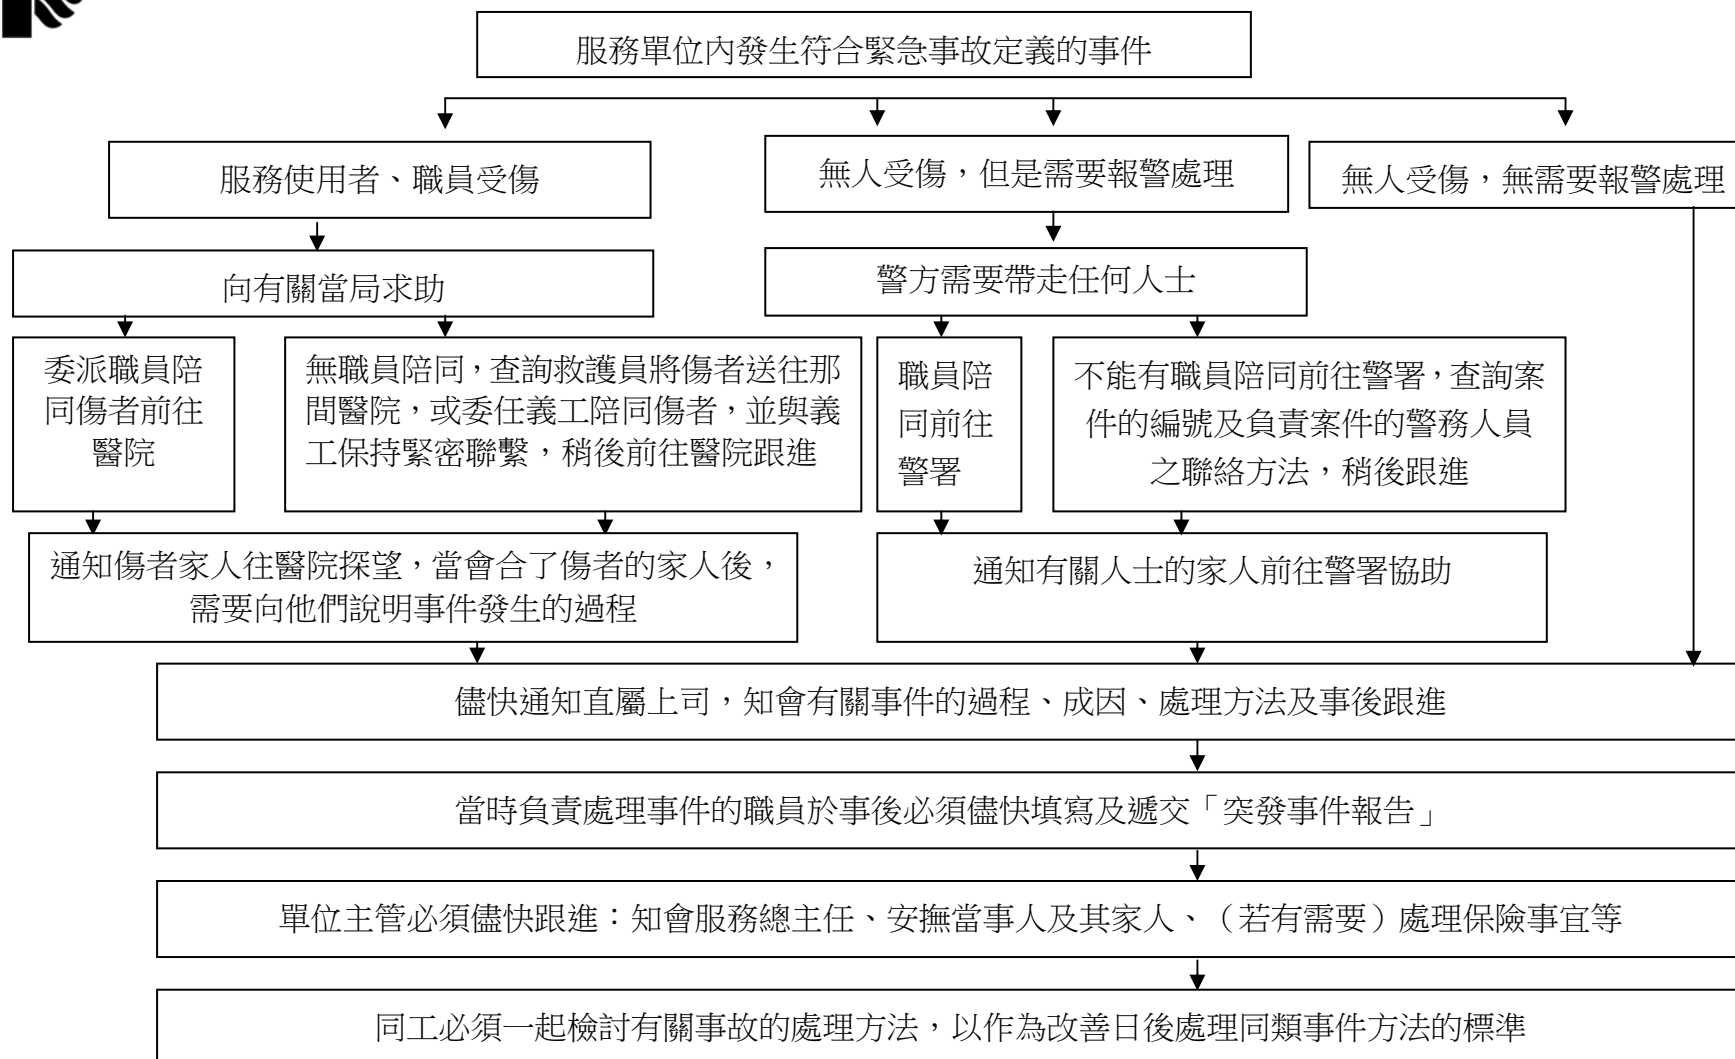 服務單位內發生符合緊急事故定義的事件
服務使用者、職員受傷
無人受傷，但是需要報警處理
無人受傷，無需要報警處理
向有關當局求助
警方需要帶走任何人士
委派職員陪
同傷者前往
醫院
無職員陪同，查詢救護員將傷者送往那
間醫院，或委任義工陪同傷者，並與義
工保持緊密聯繫，稍後前往醫院跟進
職員陪
同前往
警署
不能有職員陪同前往警署，查詢案
件的編號及負責案件的警務人員
之聯絡方法，稍後跟進
通知傷者家人往醫院探望，當會合了傷者的家人後，
需要向他們說明事件發生的過程
通知有關人士的家人前往警署協助
儘快通知直屬上司，知會有關事件的過程、成因、處理方法及事後跟進
當時負責處理事件的職員於事後必須儘快填寫及遞交「突發事件報告」
單位主管必須儘快跟進：知會服務總主任、安撫當事人及其家人、（若有需要）處理保險事宜等
同工必須一起檢討有關事故的處理方法，以作為改善日後處理同類事件方法的標準